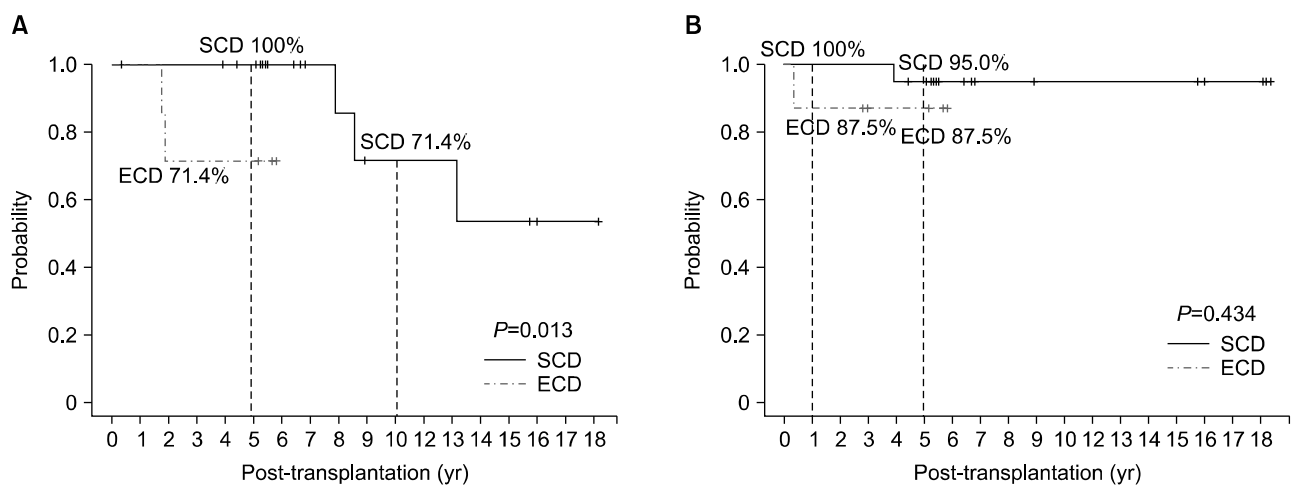 A
SCD 100%
1.0
0.8
ECD 71.4%
SCD 71.4%
0.6
0.4
0.2
0
Probability
P=0.013
SCD
ECD
0 1 2 3 4 5 6 7 8 9 10 11 12 13 14 15 16 17 18
Post-transplantation (yr)
B
SCD 100%
SCD 95.0%
1.0
ECD 87.5%
ECD 87.5%
0.8
0.6
0.4
0.2
0
Probability
P=0.434
SCD
ECD
0 1 2 3 4 5 6 7 8 9 10 11 12 13 14 15 16 17 18
Post-transplantation (yr)